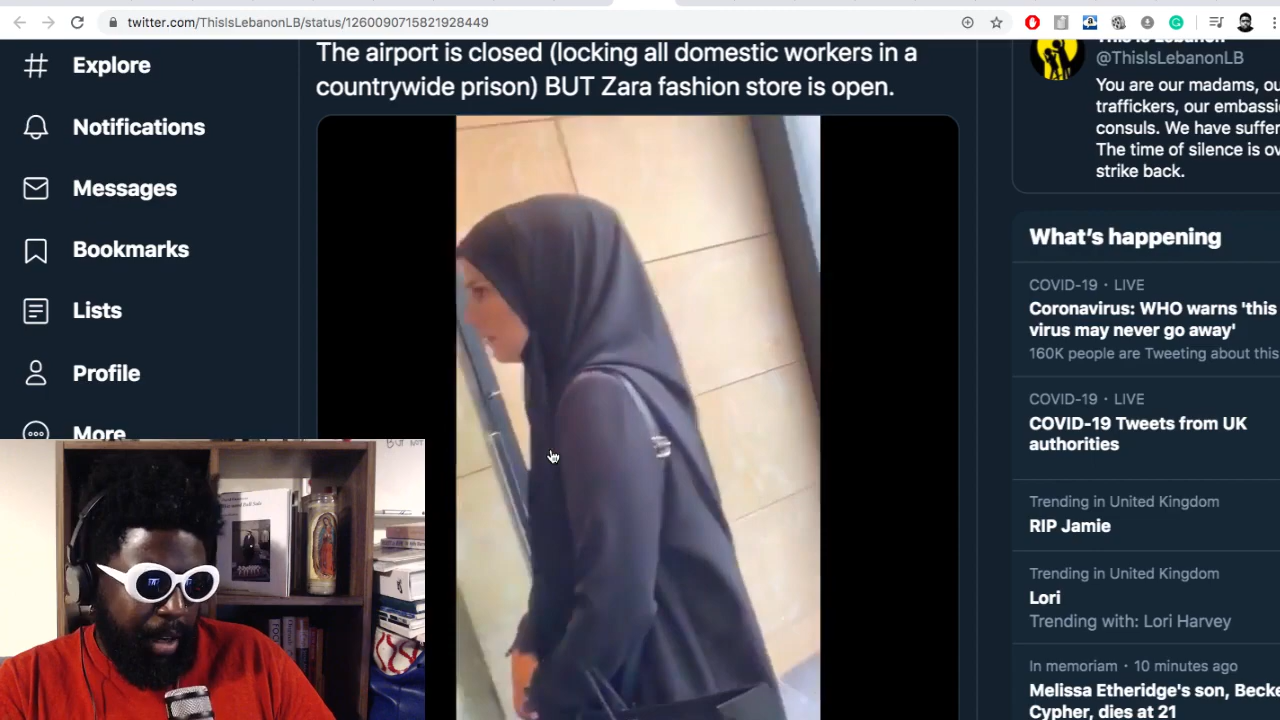 twitter.com/ThisIsLebanonLB/status/1260090715821928449
Explore
Notifications
Messages
Bookmarks
Lists
Profile
More
The airport is closed (locking all domestic workers in a
countrywide prison) BUT Zara fashion store is open.
This Is Lebanon
@ThisIsLebanonLB
You are our madams, ou
traffickers, our embassi
consuls. We have suffer
The time of silence is ov
strike back.
What's happening
COVID-19 · LIVE
Coronavirus: WHO warns 'this
virus may never go away'
160K people are Tweeting about this
COVID-19 · LIVE
COVID-19 Tweets from UK
authorities
Trending in United Kingdom
RIP Jamie
Trending in United Kingdom
Lori
Trending with: Lori Harvey
In memoriam · 10 minutes ago
Melissa Etheridge's son, Becke
Cypher, dies at 21